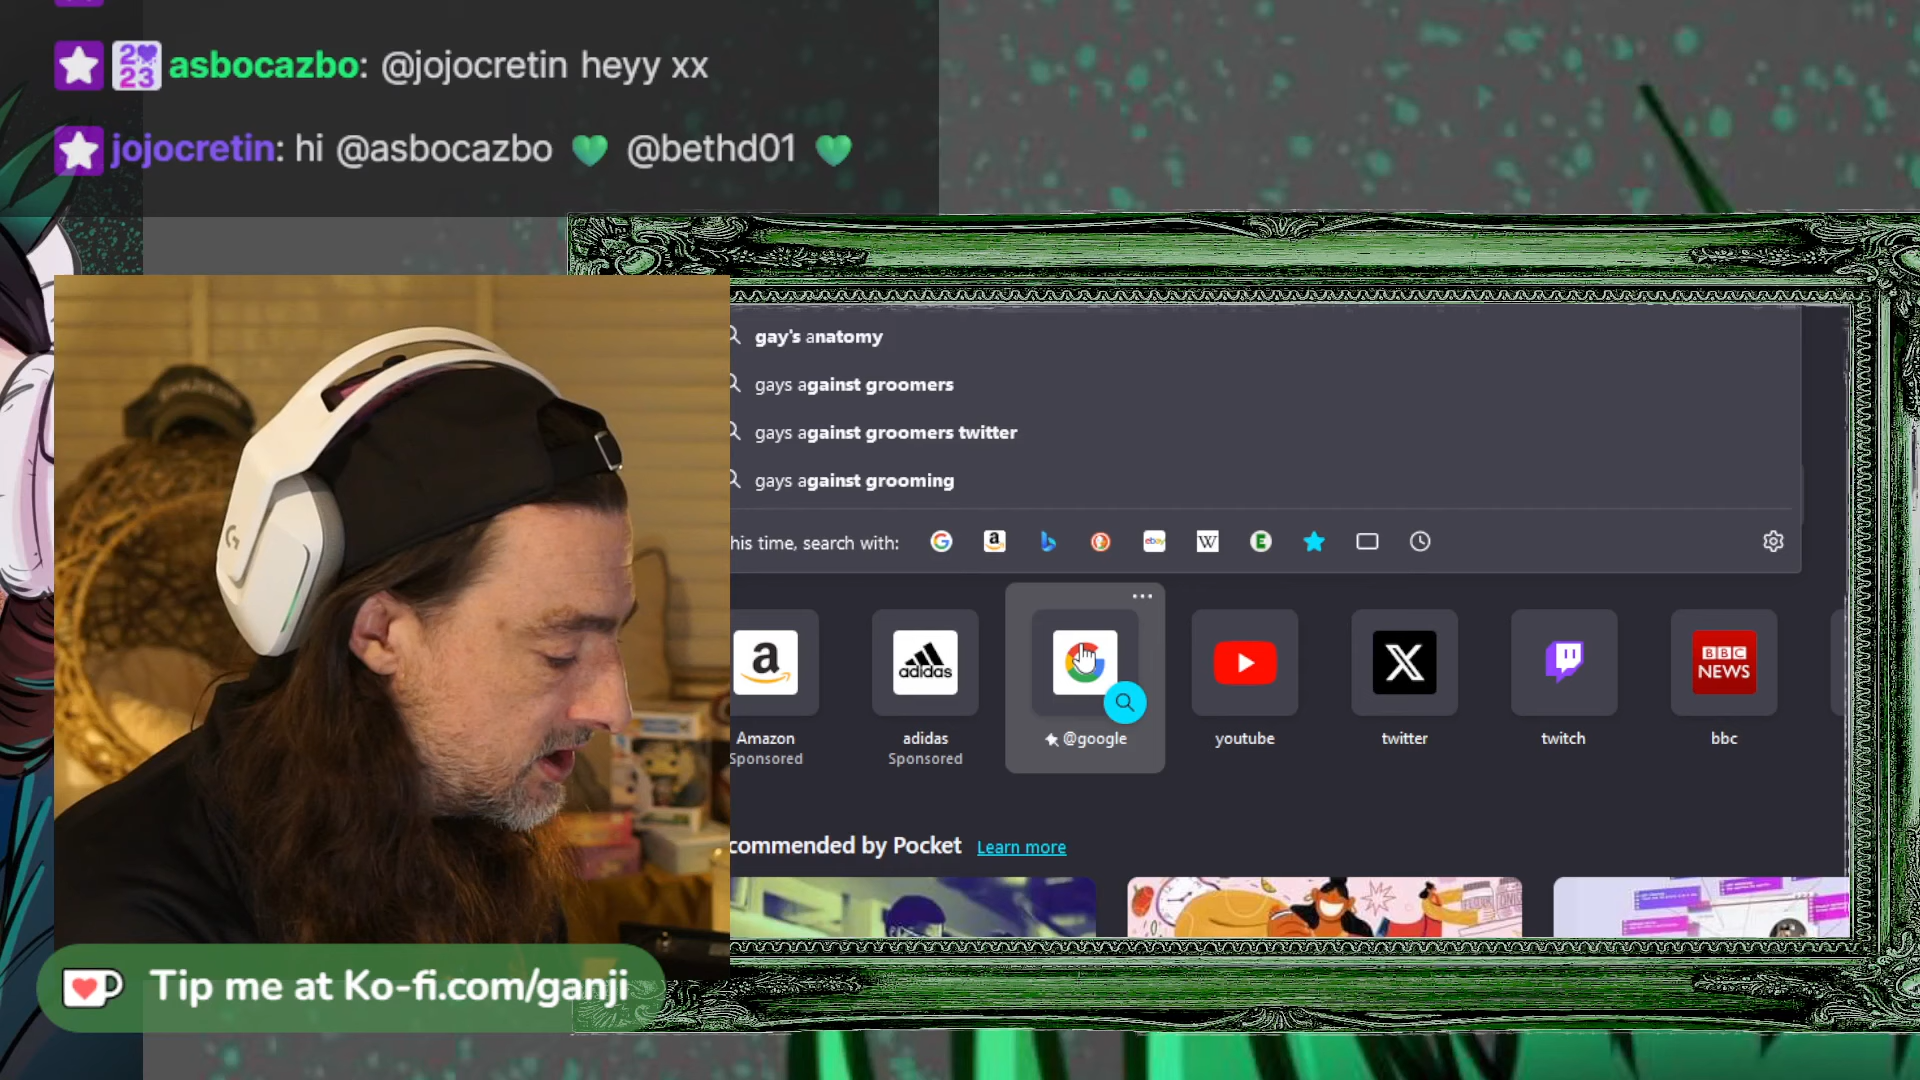 asbocazbo: @jojocretin heyy xx
jojocretin: hi @asbocazbo 💚 @bethd01 💚
gay's anatomy
gays against groomers
gays against groomers twitter
gays against grooming
his time, search with:
Amazon
Sponsored
adidas
adidas
Sponsored
@google
youtube
twitter
twitch
BBC
NEWS
bbc
commended by Pocket Learn more
Tip me at Ko-fi.com/ganji